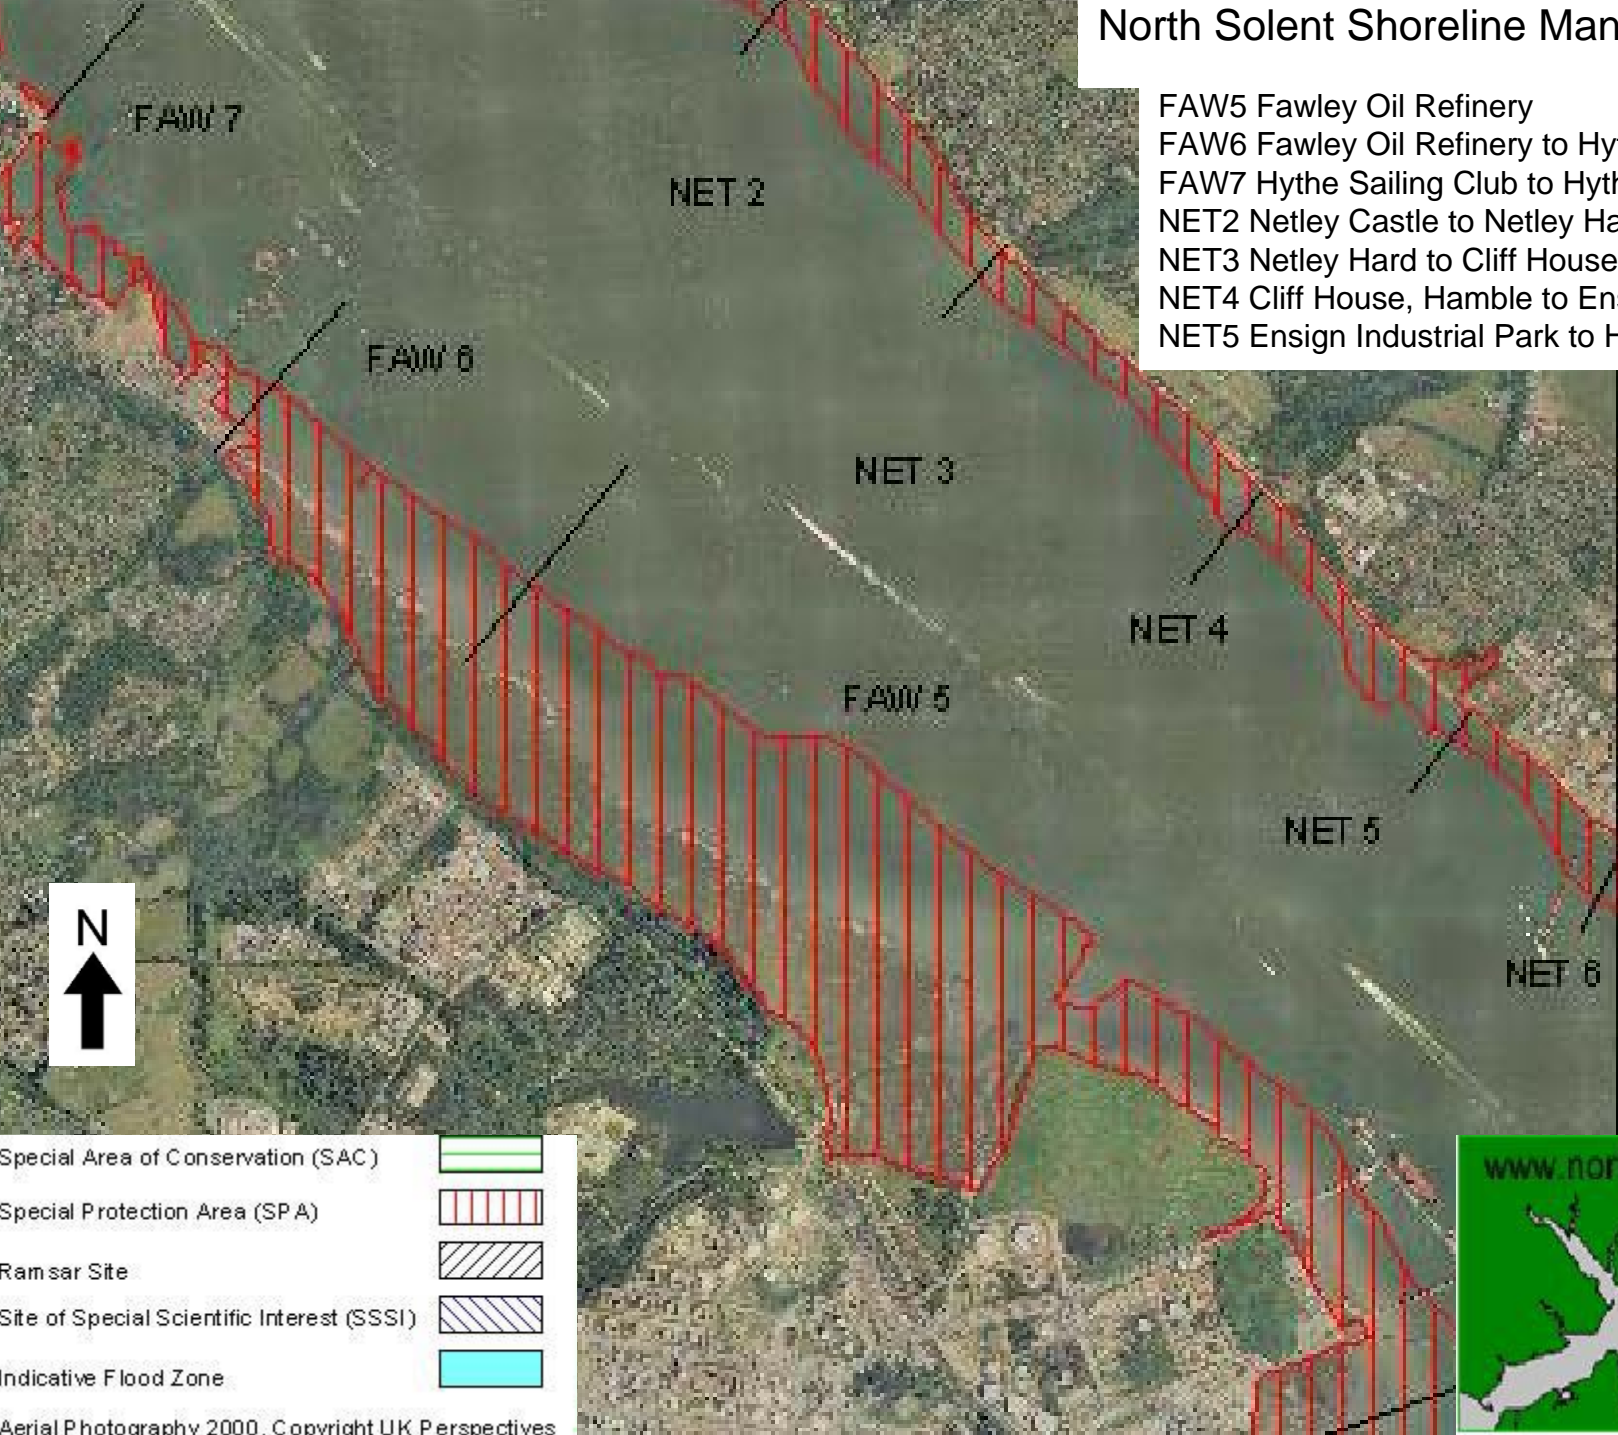 North Solent Shoreline Man
FAW5 Fawley Oil Refinery
FAW6 Fawley Oil Refinery to Hyt
FAW7 Hythe Sailing Club to Hyth
NET2 Netley Castle to Netley Ha
NET3 Netley Hard to Cliff House
NET4 Cliff House, Hamble to Ens
NET5 Ensign Industrial Park to H
FAW 7
NET 2
FAW 6
NET 3
NET 4
FAW 5
NET 5
N
NET 6
Special Area of Conservation (SAC)
Special Protection Area (SPA)
Ramsar Site
Site of Special Scientific Interest (SSSI)
Indicative Flood Zone
Aerial Photography 2000. Copyright UK Perspectives
www.nor